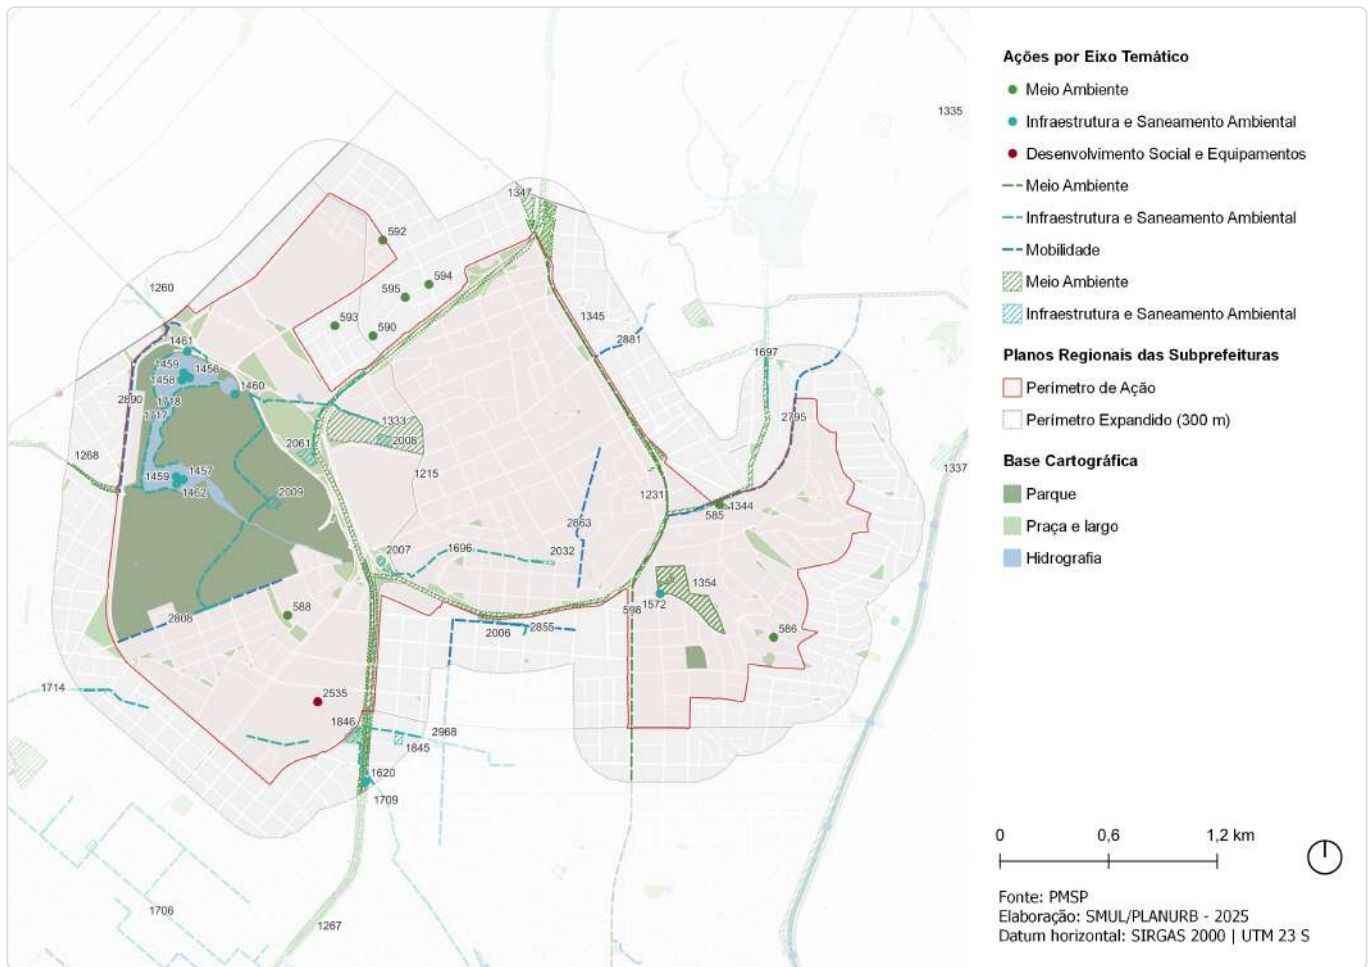 Ações por Eixo Temático
Meio Ambiente
Infraestrutura e Saneamento Ambiental
Desenvolvimento Social e Equipamentos
Meio Ambiente
Infraestrutura e Saneamento Ambiental
Mobilidade
Meio Ambiente
Infraestrutura e Saneamento Ambiental
Planos Regionais das Subprefeituras
Perímetro de Ação
Perímetro Expandido (300 m)
Base Cartográfica
Parque
Praça e largo
Hidrografia
0 0,6 1,2 km
Fonte: PMSP
Elaboração: SMUL/PLANURB - 2025
Datum horizontal: SIRGAS 2000 | UTM 23 S
1335
1347
592
594
1260
595
593
590
1345
2881
1461
1459
1456
1458
1460
1697
2890
1718
1717
1333
2795
2061
2008
1268
1215
1459
1457
1462
2009
1231
1337
2863
585
1344
2007
1696
2032
1354
1572
588
2808
598
586
2006
2855
1714
2535
1846
2968
1845
1620
1709
1706
1267